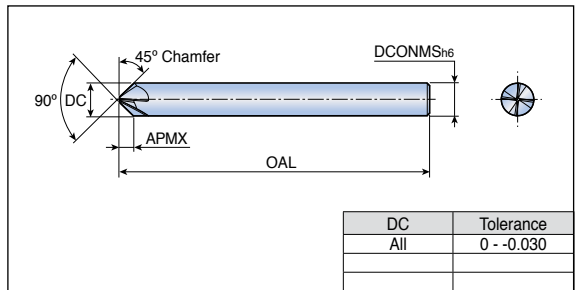 45º Chamfer
DCONMSh6
90º
DC
APMX
OAL
DC Tolerance
All 0 - -0.030